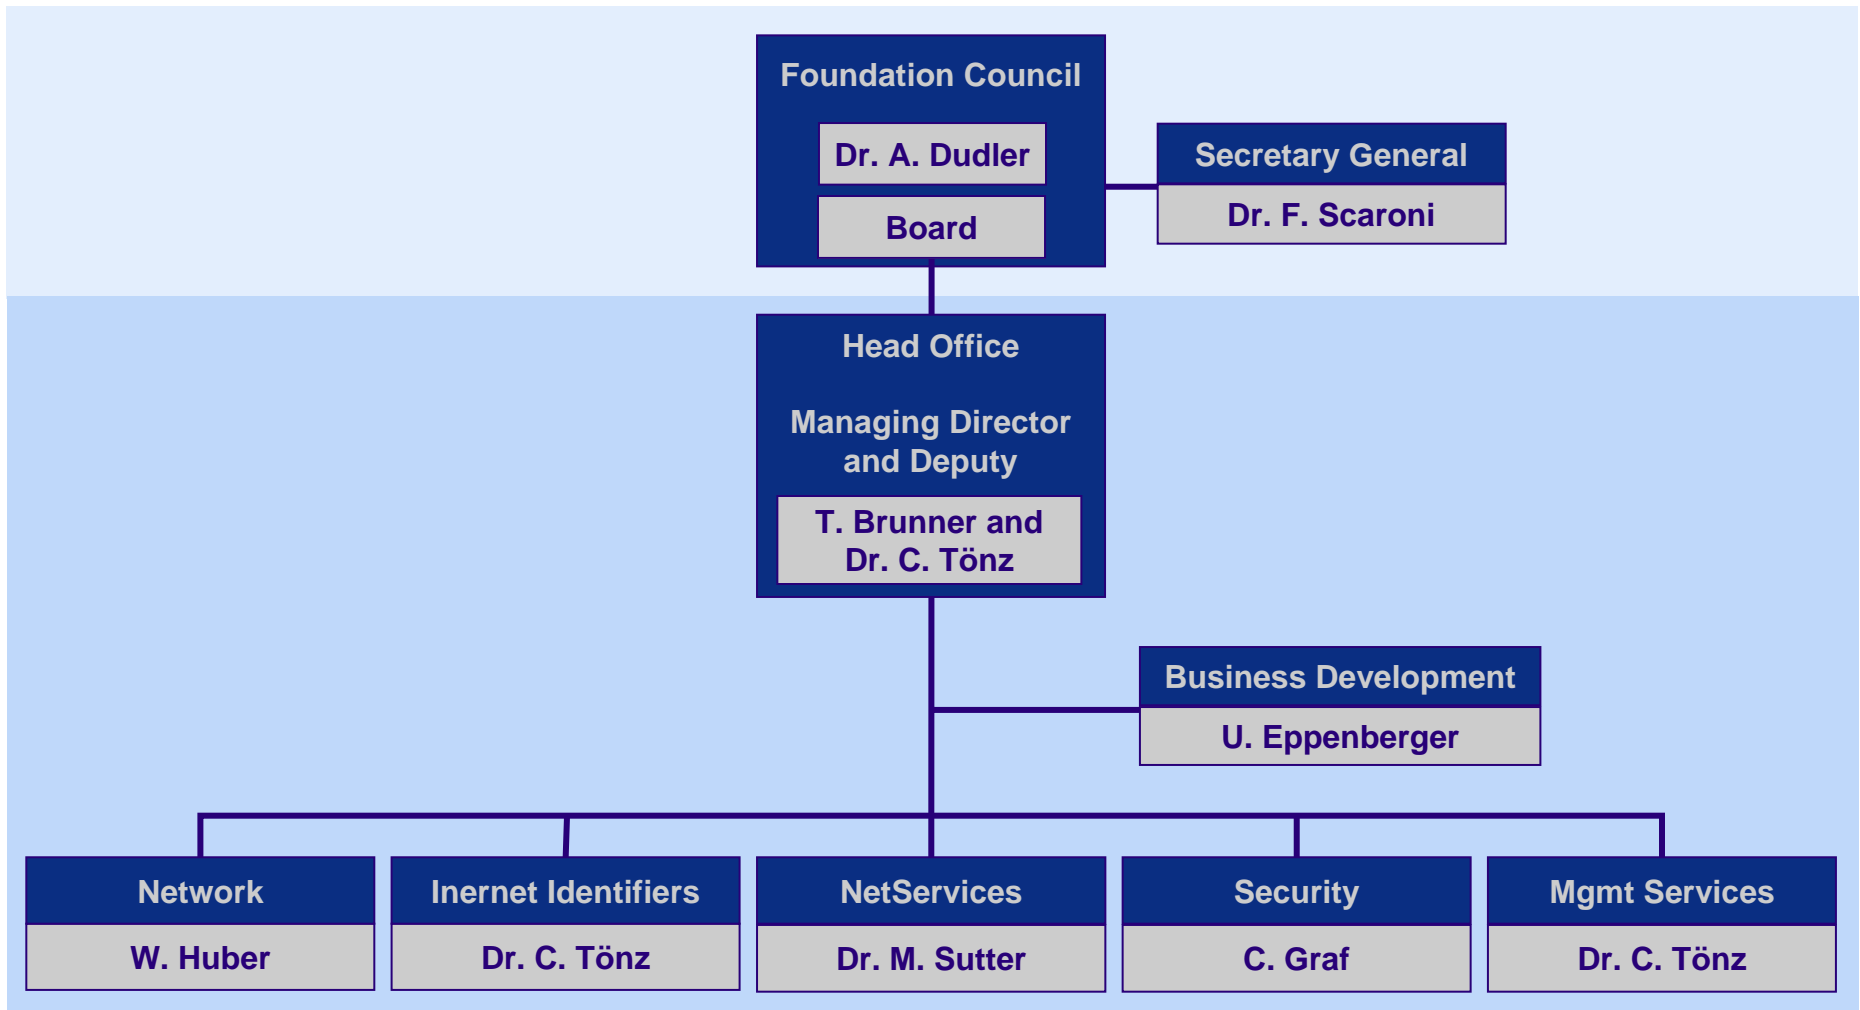 Foundation Council
Dr. A. Dudler
Board
Secretary General
Dr. F. Scaroni
Head Office
Managing Director
and Deputy
T. Brunner and
Dr. C. Tönz
Business Development
U. Eppenberger
Network
W. Huber
Inernet Identifiers
Dr. C. Tönz
NetServices
Dr. M. Sutter
Security
C. Graf
Mgmt Services
Dr. C. Tönz